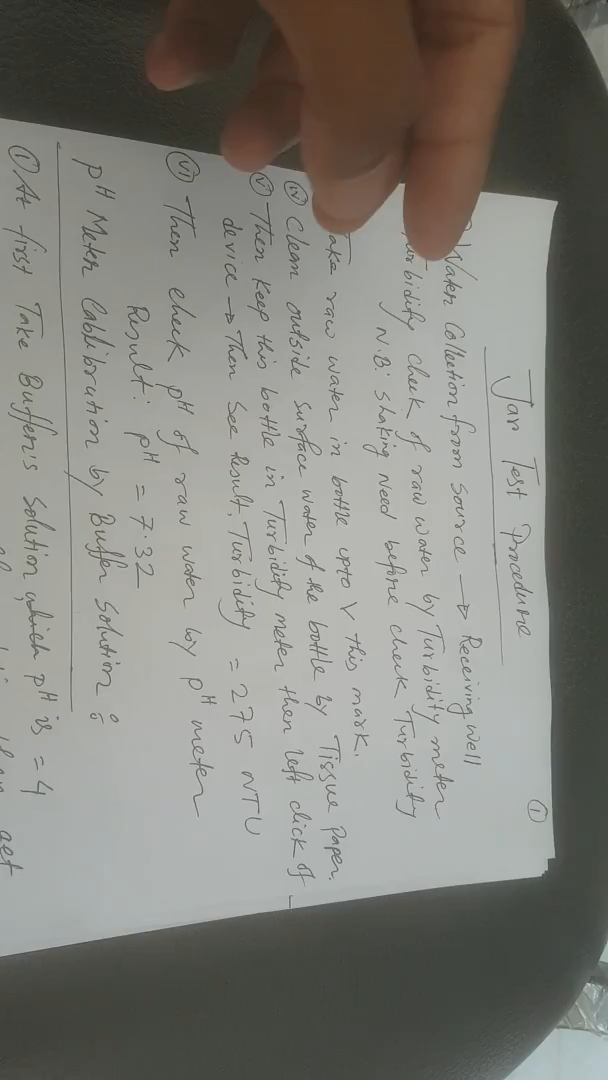 ①
Jar Test Procedure
Water Collection from source → Receiving well
Turbidity check of raw water by Turbidity meter
N.B: Shaking Need before check Turbidity
Take raw water in bottle upto V this mark.
(iv) Clean outside surface water of the bottle by Tissue Paper.
(v) Then keep this bottle in Turbidity meter then left click of
device → Then See Result, Turbidity = 275 NTU
(vi) Then check pH of raw water by pH meter
Result: pH = 7.32
pH Meter Calibration by Buffer Solution:
(i) At first Take Buffer's Solution which pH is = 4
then get